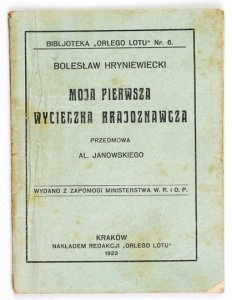 BIBLJOTEKA „ORLEGO LOTU" Nr. 6.
BOLESŁAW HRYNIEWIECKI
MOJA PIERWSZA
WYCIECZKA KRAJOZNAWCZA
PRZEDMOWA
AL. JANOWSKIEGO
WYDANO Z ZAPOMOGI MINISTERSTWA W. R. i O. P.
KRAKÓW
NAKŁADEM REDAKCJI „ORLEGO LOTU"
1923